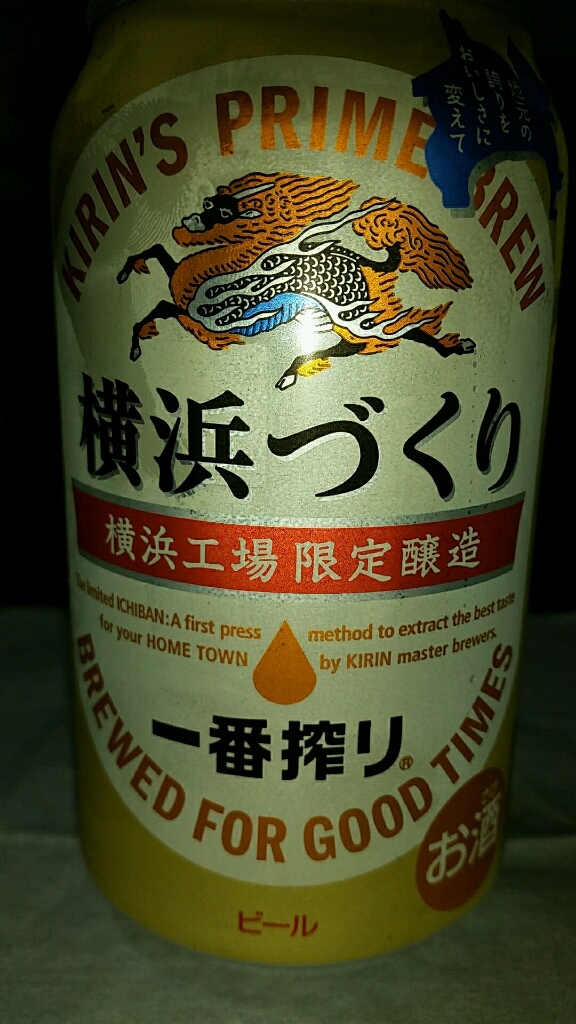 地元の
誇りを
おいしさに
変えて
KIRIN'S PRIME BREW
横浜づくり
横浜工場 限定醸造
The limited ICHIBAN: A first press method to extract the best taste
for your HOME TOWN by KIRIN master brewers.
一番搾り®
BREWED FOR GOOD TIMES
お酒
ビール